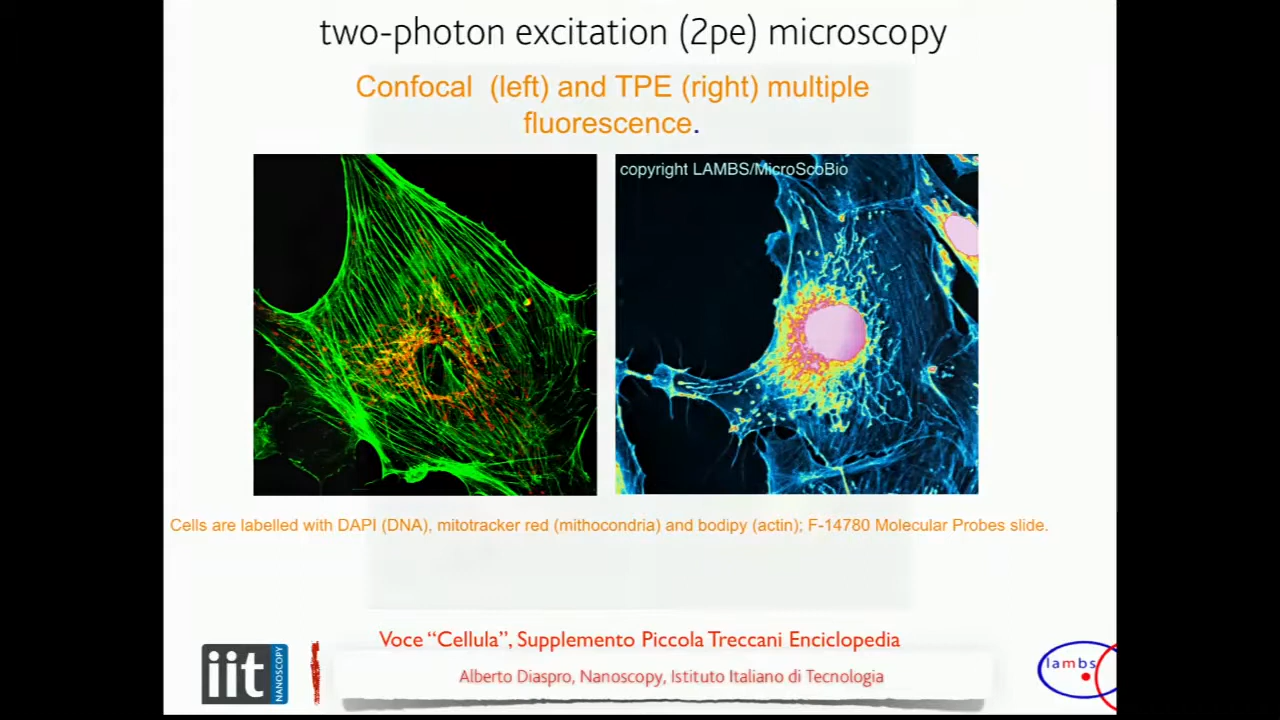 two-photon excitation (2pe) microscopy
Confocal (left) and TPE (right) multiple
fluorescence.
copyright LAMBS/MicroScoBio
Cells are labelled with DAPI (DNA), mitotracker red (mithocondria) and bodipy (actin); F-14780 Molecular Probes slide.
Voce “Cellula”, Supplemento Piccola Treccani Enciclopedia
iit
NANOSCOPY
Alberto Diaspro, Nanoscopy, Istituto Italiano di Tecnologia
lambs